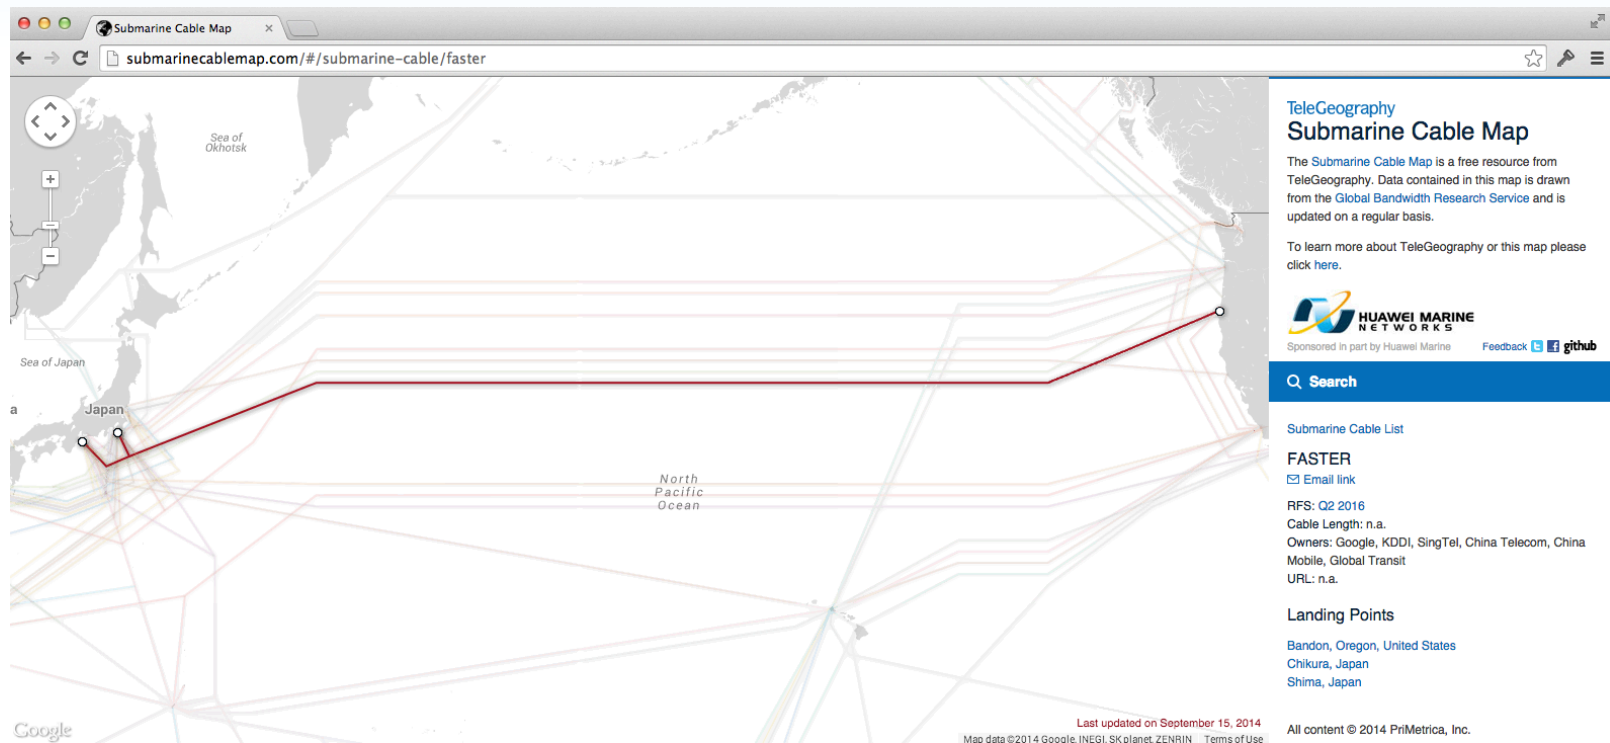 Submarine Cable Map
submarinecablemap.com/#/submarine-cable/faster
Sea of
Okhotsk
Sea of Japan
a
Japan
North
Pacific
Ocean
Google
Last updated on September 15, 2014
Map data ©2014 Google, INEGI, SK planet, ZENRIN Terms of Use
TeleGeography
Submarine Cable Map
The Submarine Cable Map is a free resource from
TeleGeography. Data contained in this map is drawn
from the Global Bandwidth Research Service and is
updated on a regular basis.
To learn more about TeleGeography or this map please
click here.
HUAWEI MARINE
NETWORKS
Sponsored in part by Huawei Marine Feedback github
Search
Submarine Cable List
FASTER
Email link
RFS: Q2 2016
Cable Length: n.a.
Owners: Google, KDDI, SingTel, China Telecom, China
Mobile, Global Transit
URL: n.a.
Landing Points
Bandon, Oregon, United States
Chikura, Japan
Shima, Japan
All content © 2014 PriMetrica, Inc.